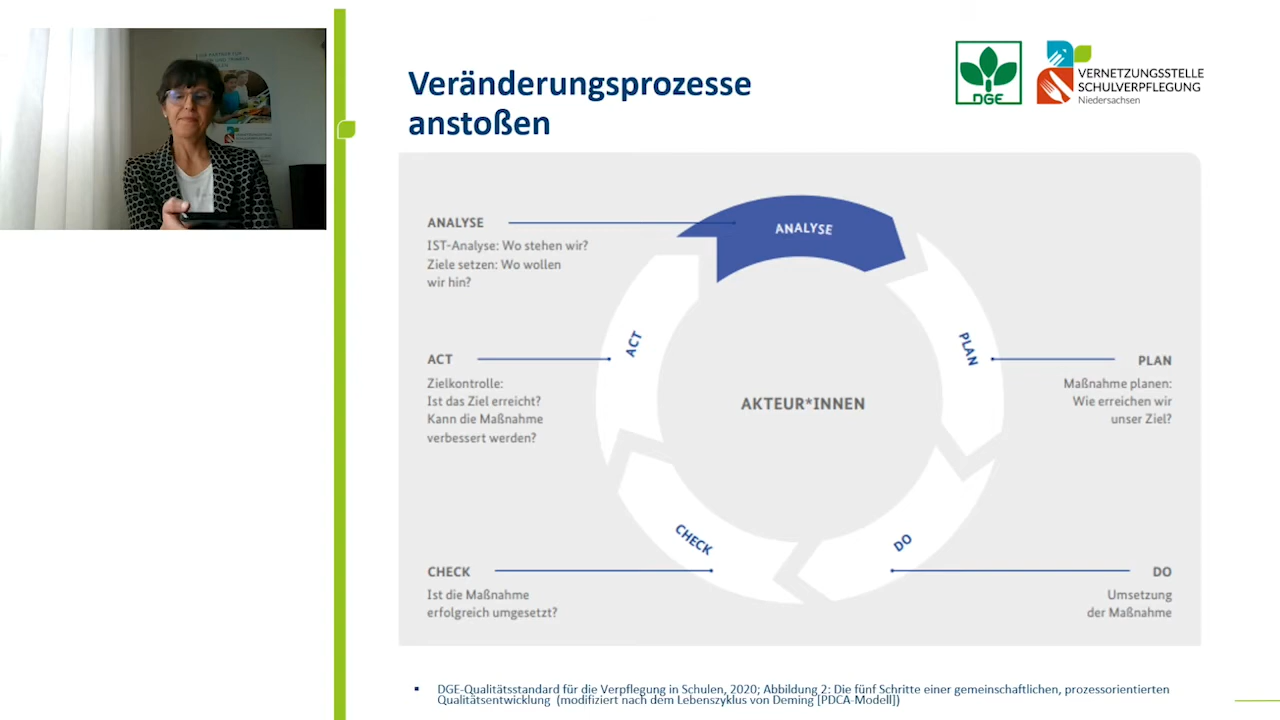 Veränderungsprozesse
anstoßen
DGE
VERNETZUNGSSTELLE
SCHULVERPFLEGUNG
Niedersachsen
ANALYSE
IST-Analyse: Wo stehen wir?
Ziele setzen: Wo wollen
wir hin?
ANALYSE
ACT
PLAN
ACT
Zielkontrolle:
Ist das Ziel erreicht?
Kann die Maßnahme
verbessert werden?
AKTEUR*INNEN
PLAN
Maßnahme planen:
Wie erreichen wir
unser Ziel?
CHECK
DO
CHECK
Ist die Maßnahme
erfolgreich umgesetzt?
DO
Umsetzung
der Maßnahme
DGE-Qualitätsstandard für die Verpflegung in Schulen, 2020; Abbildung 2: Die fünf Schritte einer gemeinschaftlichen, prozessorientierten
Qualitätsentwicklung (modifiziert nach dem Lebenszyklus von Deming [PDCA-Modell])